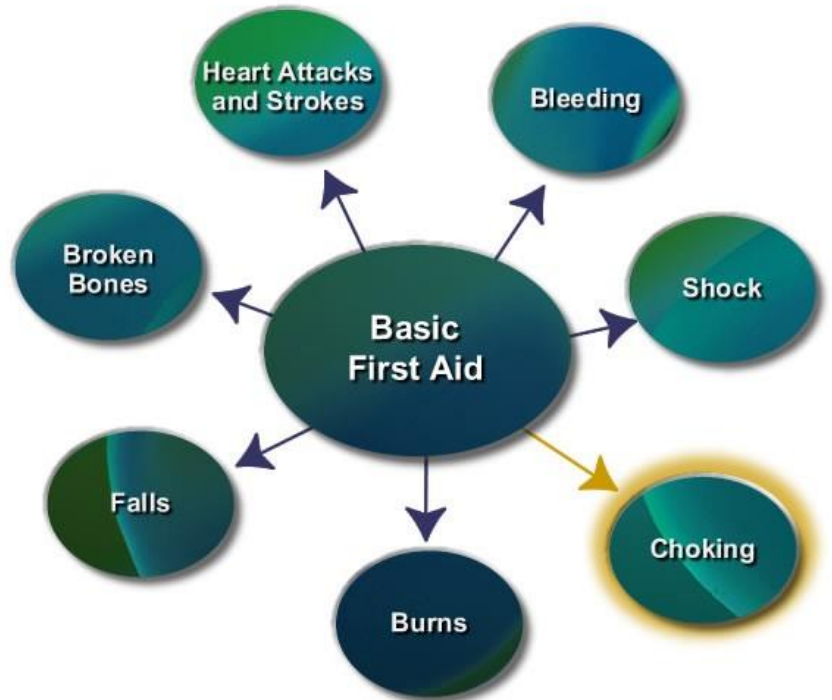 Heart Attacks
and Strokes
Bleeding
Broken
Bones
Shock
Basic
First Aid
Falls
Choking
Burns